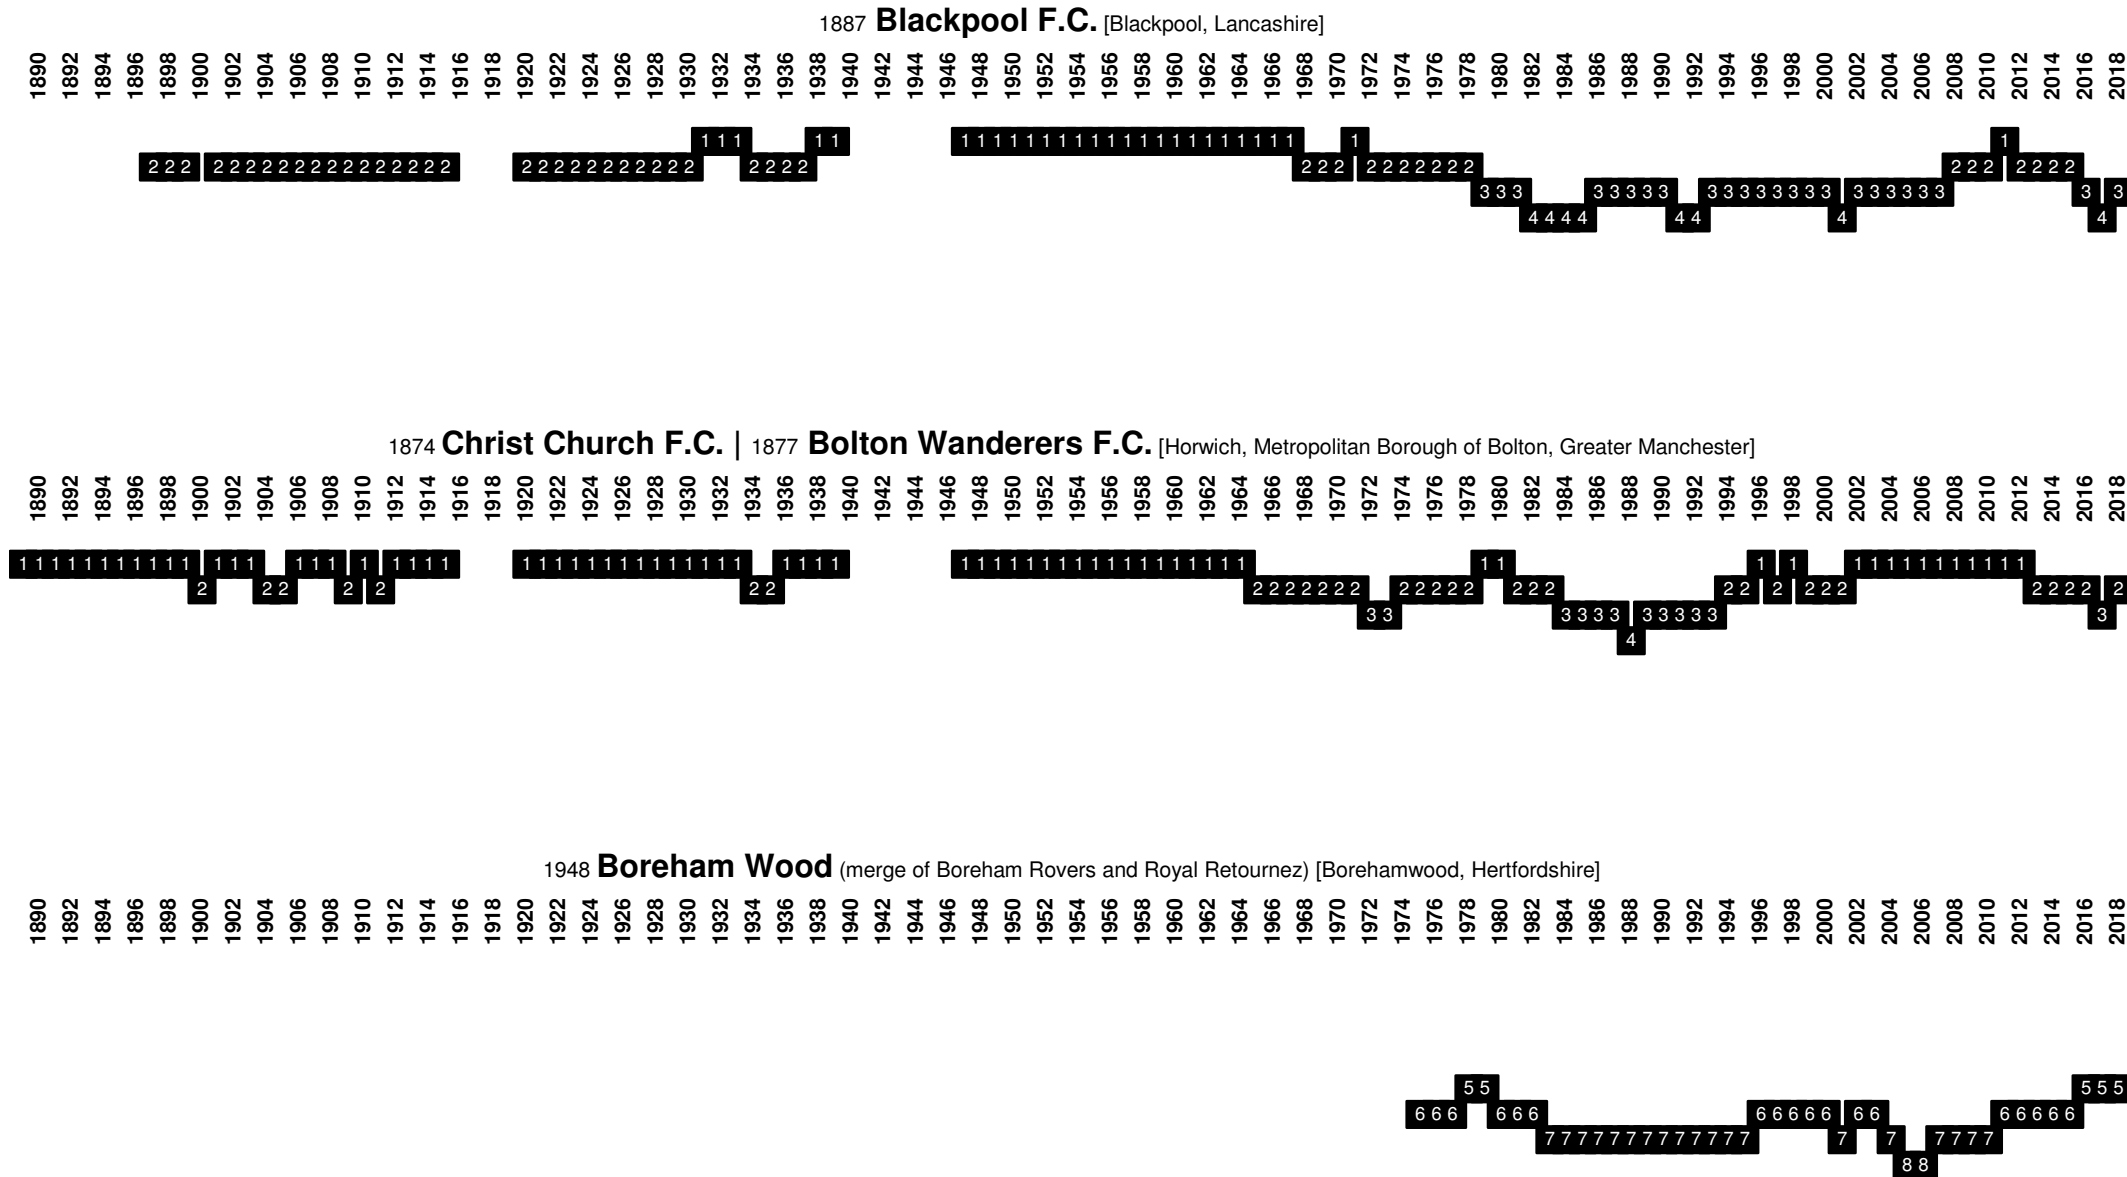 1887 Blackpool F.C. [Blackpool, Lancashire]
1890 1892 1894 1896 1898 1900 1902 1904 1906 1908 1910 1912 1914 1916 1918 1920 1922 1924 1926 1928 1930 1932 1934 1936 1938 1940 1942 1944 1946 1948 1950 1952 1954 1956 1958 1960 1962 1964 1966 1968 1970 1972 1974 1976 1978 1980 1982 1984 1986 1988 1990 1992 1994 1996 1998 2000 2002 2004 2006 2008 2010 2012 2014 2016 2018
1 1 1 1 1 1 1 1 1 1 1 1 1 1 1 1 1 1 1 1 1 1 1 1 1 1 1 1
2 2 2 2 2 2 2 2 2 2 2 2 2 2 2 2 2 2 2 2 2 2 2 2 2 2 2 2 2 2 2 2 2 2 2 2 2 2 2 2 2 2 2 2 2 2 2 2 2 2
3 3 3 3 3 3 3 3 3 3 3 3 3 3 3 3 3 3 3 3 3 3 3 3
4 4 4 4 4 4 4 4
1874 Christ Church F.C. | 1877 Bolton Wanderers F.C. [Horwich, Metropolitan Borough of Bolton, Greater Manchester]
1890 1892 1894 1896 1898 1900 1902 1904 1906 1908 1910 1912 1914 1916 1918 1920 1922 1924 1926 1928 1930 1932 1934 1936 1938 1940 1942 1944 1946 1948 1950 1952 1954 1956 1958 1960 1962 1964 1966 1968 1970 1972 1974 1976 1978 1980 1982 1984 1986 1988 1990 1992 1994 1996 1998 2000 2002 2004 2006 2008 2010 2012 2014 2016 2018
1 1 1 1 1 1 1 1 1 1 1 1 1 1 1 1 1 1 1 1 1 1 1 1 1 1 1 1 1 1 1 1 1 1 1 1 1 1 1 1 1 1 1 1 1 1 1 1 1 1 1 1 1 1 1 1 1 1 1 1 1 1 1 1 1 1 1 1 1 1 1 1 1
2 2 2 2 2 2 2 2 2 2 2 2 2 2 2 2 2 2 2 2 2 2 2 2 2 2 2 2 2 2 2 2 2 2 2 2
3 3 3 3 3 3 3 3 3 3 3 3
4
1948 Boreham Wood (merge of Boreham Rovers and Royal Retournez) [Borehamwood, Hertfordshire]
1890 1892 1894 1896 1898 1900 1902 1904 1906 1908 1910 1912 1914 1916 1918 1920 1922 1924 1926 1928 1930 1932 1934 1936 1938 1940 1942 1944 1946 1948 1950 1952 1954 1956 1958 1960 1962 1964 1966 1968 1970 1972 1974 1976 1978 1980 1982 1984 1986 1988 1990 1992 1994 1996 1998 2000 2002 2004 2006 2008 2010 2012 2014 2016 2018
5 5 5 5 5
6 6 6 6 6 6 6 6 6 6 6 6 6 6 6 6 6 6
7 7 7 7 7 7 7 7 7 7 7 7 7 7 7 7 7 7 7
8 8